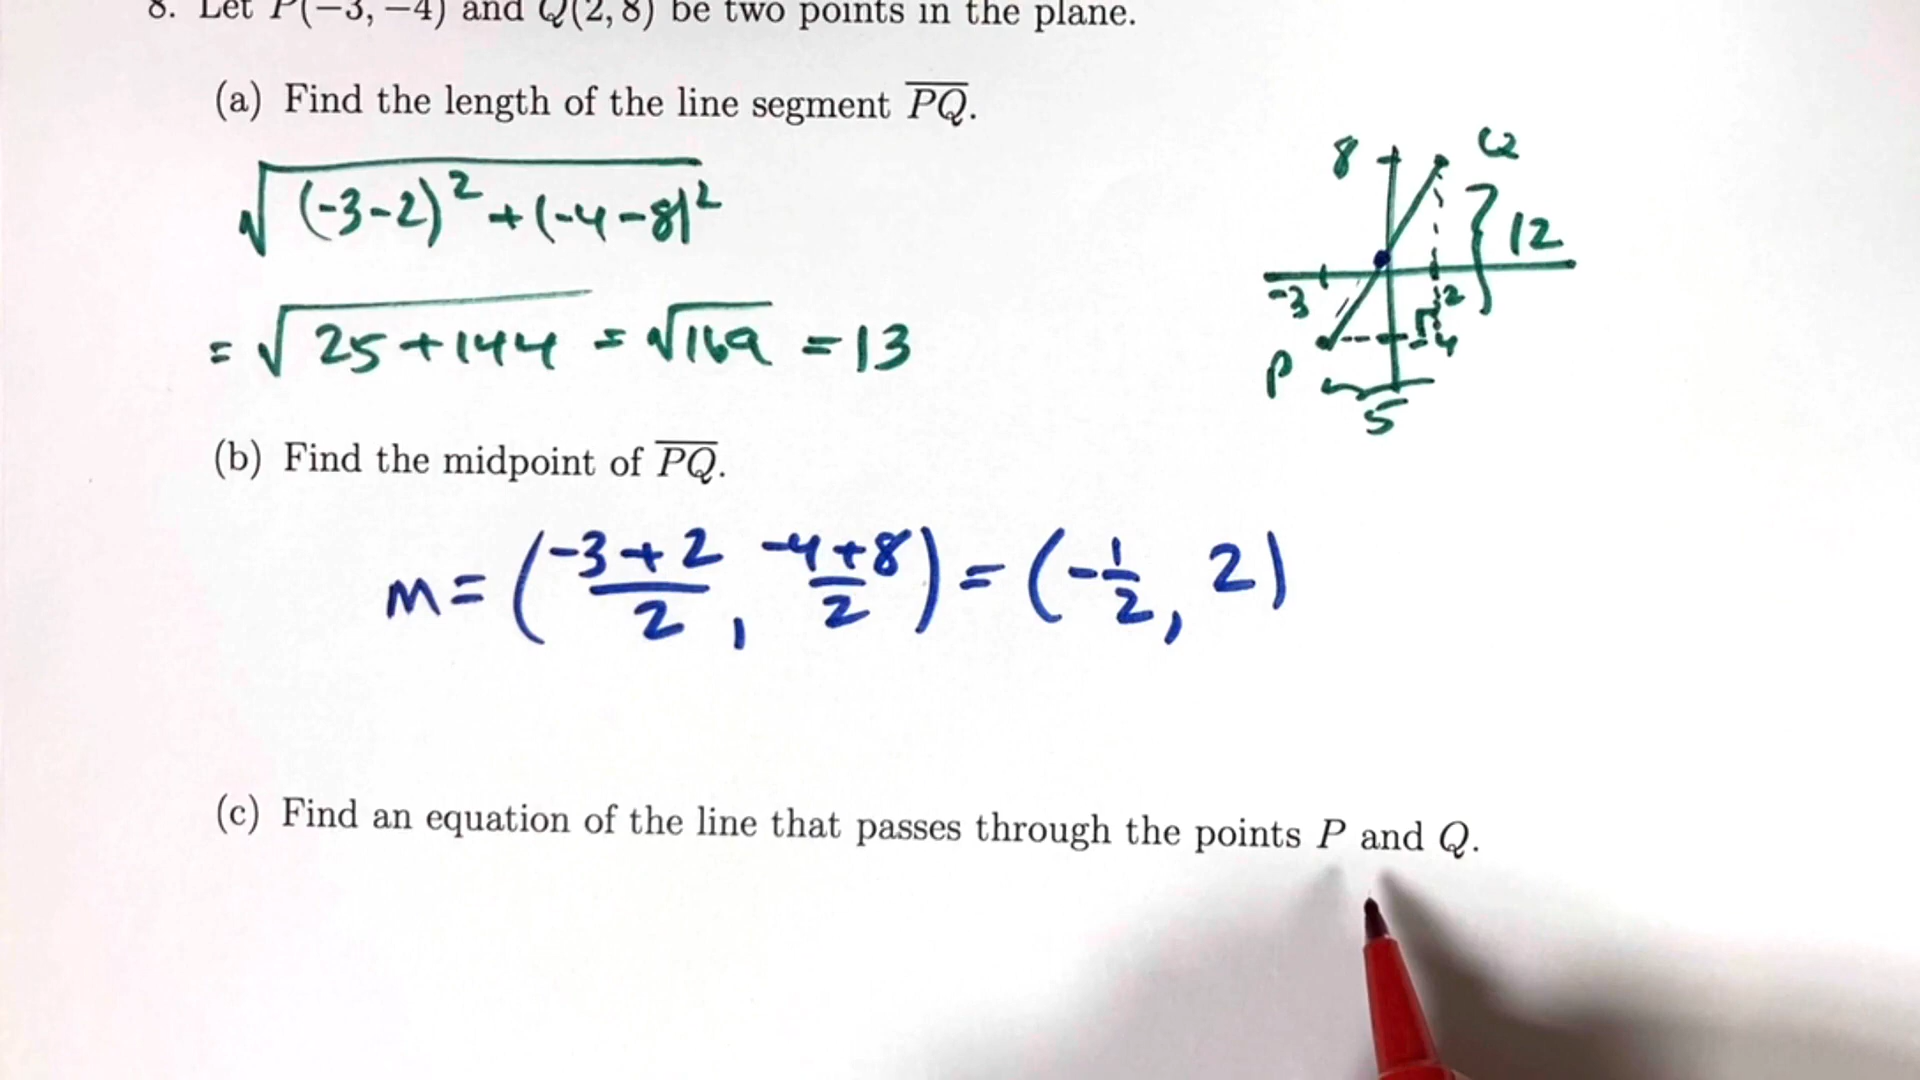 8. Let P(−3, −4) and Q(2, 8) be two points in the plane.
(a) Find the length of the line segment P̅Q̅.
√((-3-2)² + (-4-8)²
= √(25+144) = √169 = 13
8 Q
12
-3 2
-4
P
5
(b) Find the midpoint of P̅Q̅.
m = (-3+2/2, -4+8/2) = (-1/2, 2)
(c) Find an equation of the line that passes through the points P and Q.